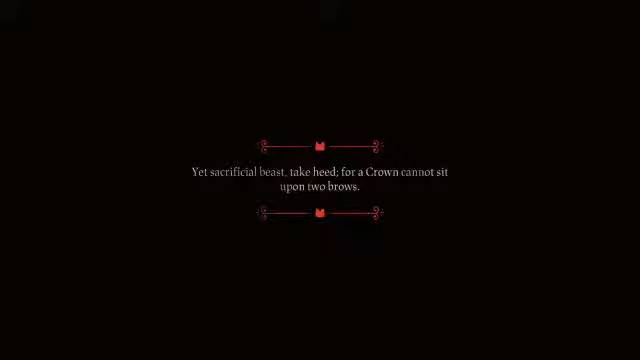 Yet sacrificial beast, take heed; for a Crown cannot sit
upon two brows.